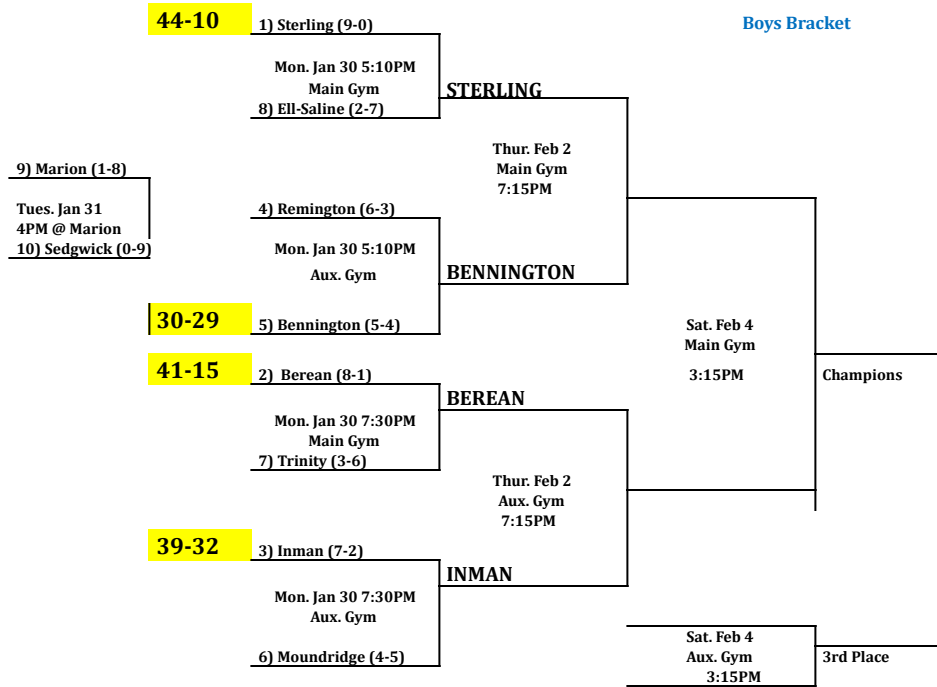 Boys Bracket
44-10
1) Sterling (9-0)
Mon. Jan 30 5:10PM
Main Gym
8) Ell-Saline (2-7)
STERLING
Thur. Feb 2
Main Gym
7:15PM
9) Marion (1-8)
Tues. Jan 31
4PM @ Marion
10) Sedgwick (0-9)
4) Remington (6-3)
Mon. Jan 30 5:10PM
Aux. Gym
BENNINGTON
30-29
5) Bennington (5-4)
Sat. Feb 4
Main Gym
3:15PM
Champions
41-15
2) Berean (8-1)
BEREAN
Mon. Jan 30 7:30PM
Main Gym
7) Trinity (3-6)
Thur. Feb 2
Aux. Gym
7:15PM
39-32
3) Inman (7-2)
INMAN
Mon. Jan 30 7:30PM
Aux. Gym
6) Moundridge (4-5)
Sat. Feb 4
Aux. Gym
3:15PM
3rd Place